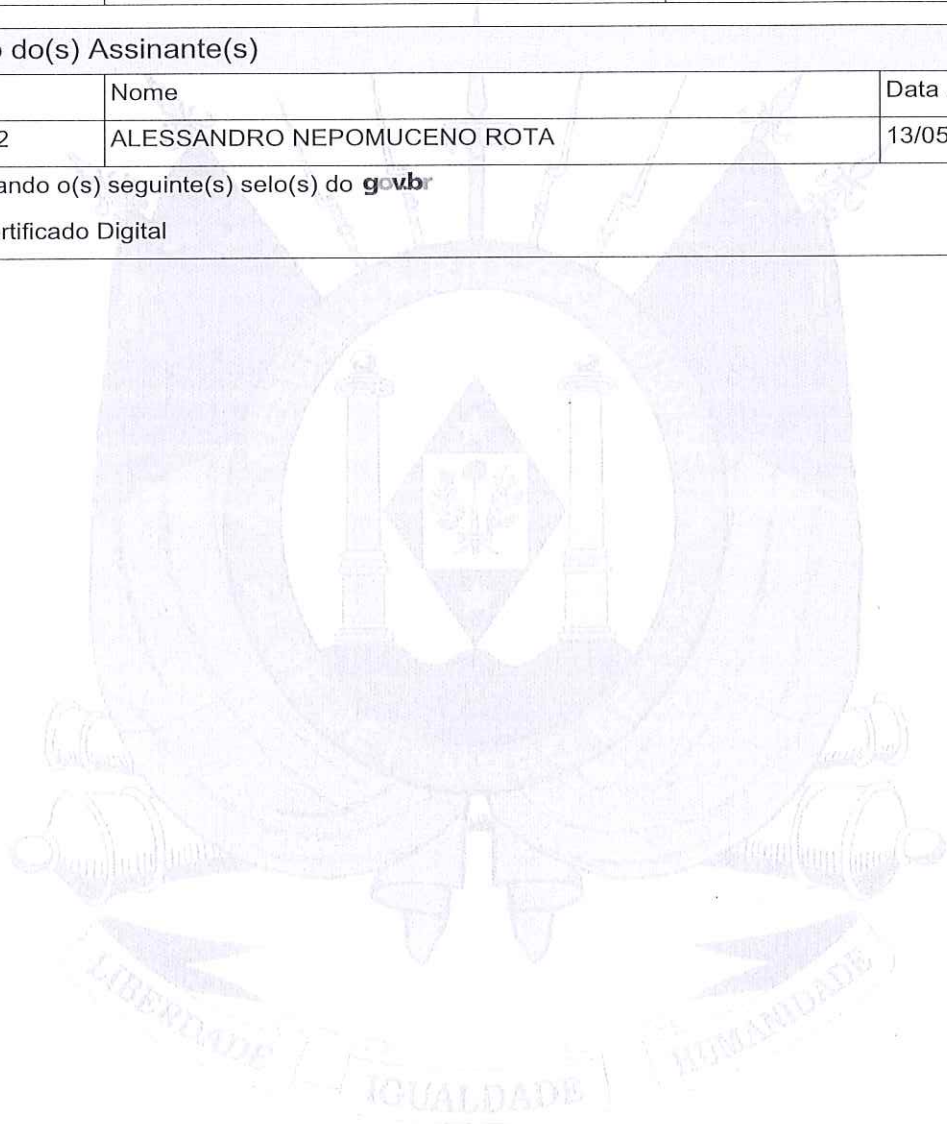 o do(s) Assinante(s)
Nome Data
2 ALESSANDRO NEPOMUCENO ROTA 13/05
ando o(s) seguinte(s) selo(s) do gov.br
rtificado Digital
LIBERDADE IGUALDADE HUMANIDADE